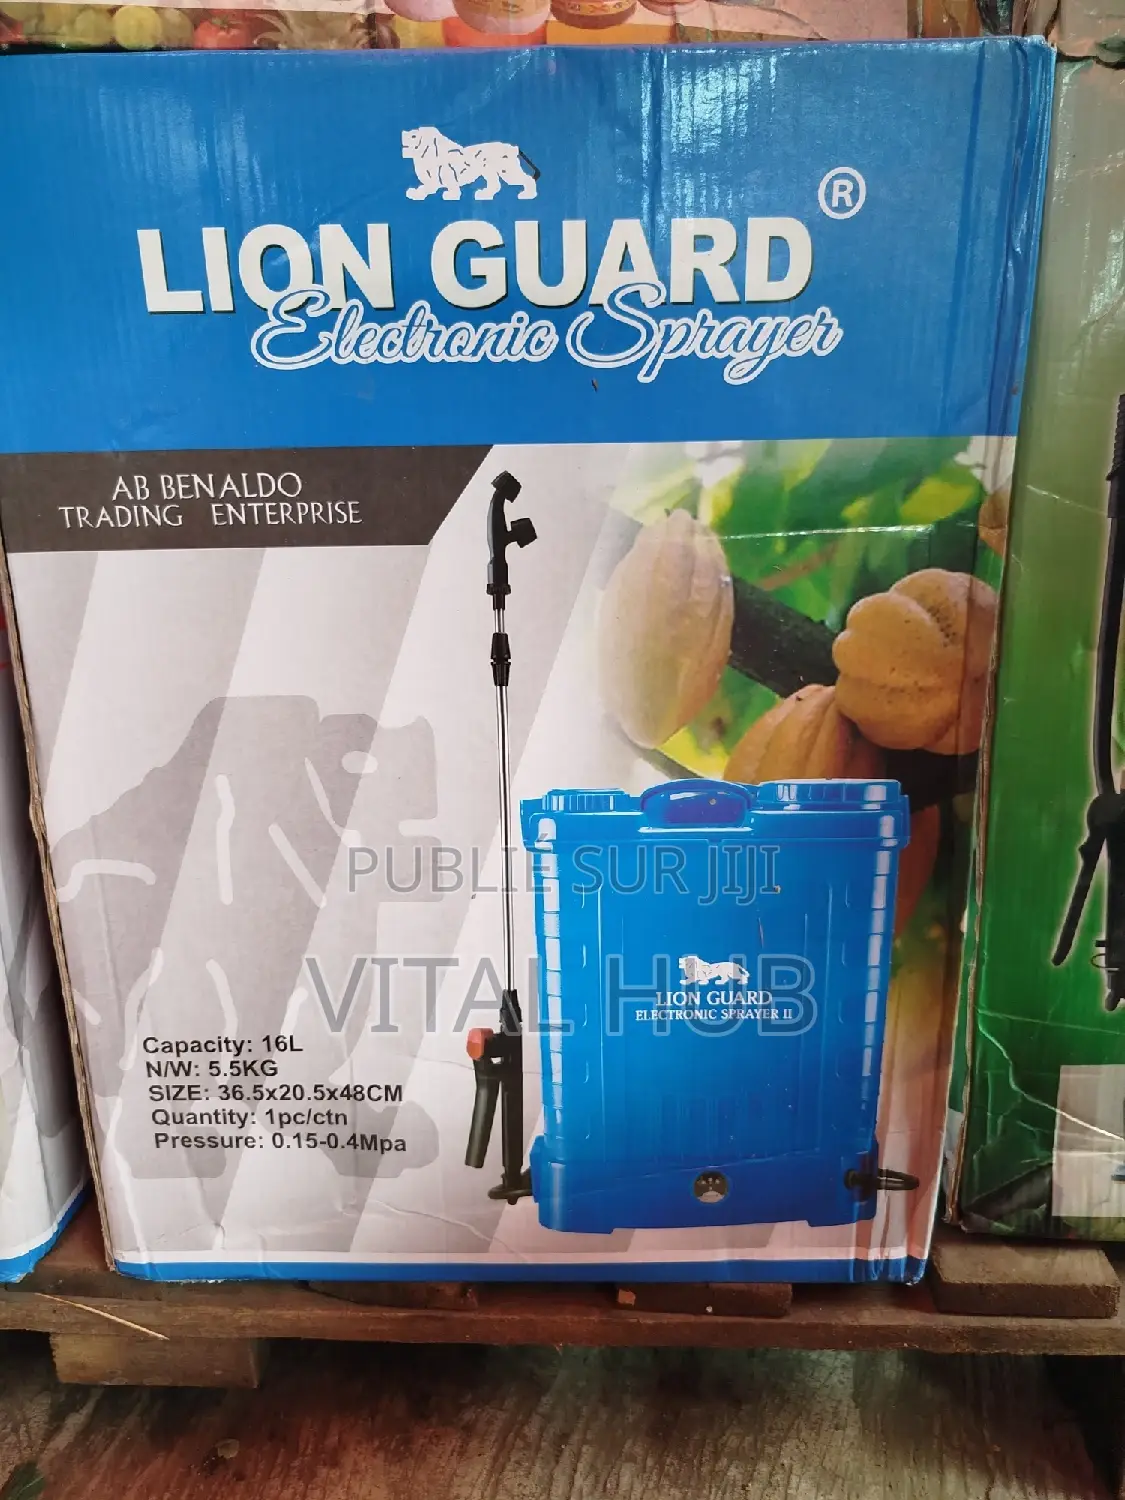 LION GUARD ®
Electronic Sprayer
AB BENALDO
TRADING ENTERPRISE
PUBLIÉ SUR JIJI
VITAL HUB
LION GUARD
ELECTRONIC SPRAYER II
Capacity: 16L
N/W: 5.5KG
SIZE: 36.5x20.5x48CM
Quantity: 1pc/ctn
Pressure: 0.15-0.4Mpa